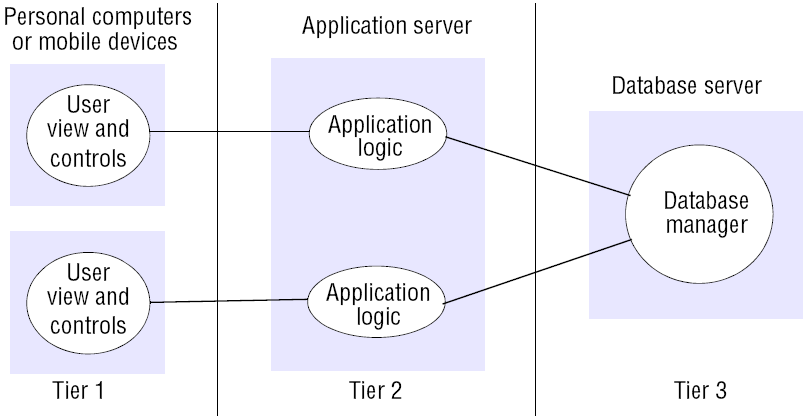 Personal computers
or mobile devices
Application server
Database server
User
view and
controls
Application
logic
Database
manager
User
view and
controls
Application
logic
Tier 1
Tier 2
Tier 3